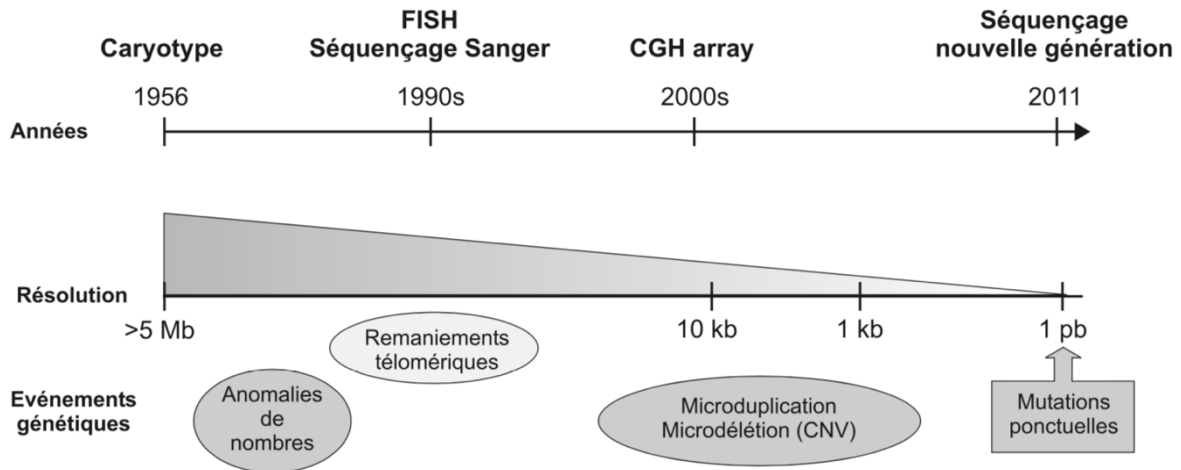 FISH
Séquençage
Caryotype
Séquençage Sanger
CGH array
nouvelle génération
1956
1990s
2000s
2011
Années
Résolution
>5 Mb
10 kb
1 kb
1 pb
Remaniements
télomériques
Evénements
génétiques
Anomalies
de
nombres
Microduplication
Microdélétion (CNV)
Mutations
ponctuelles